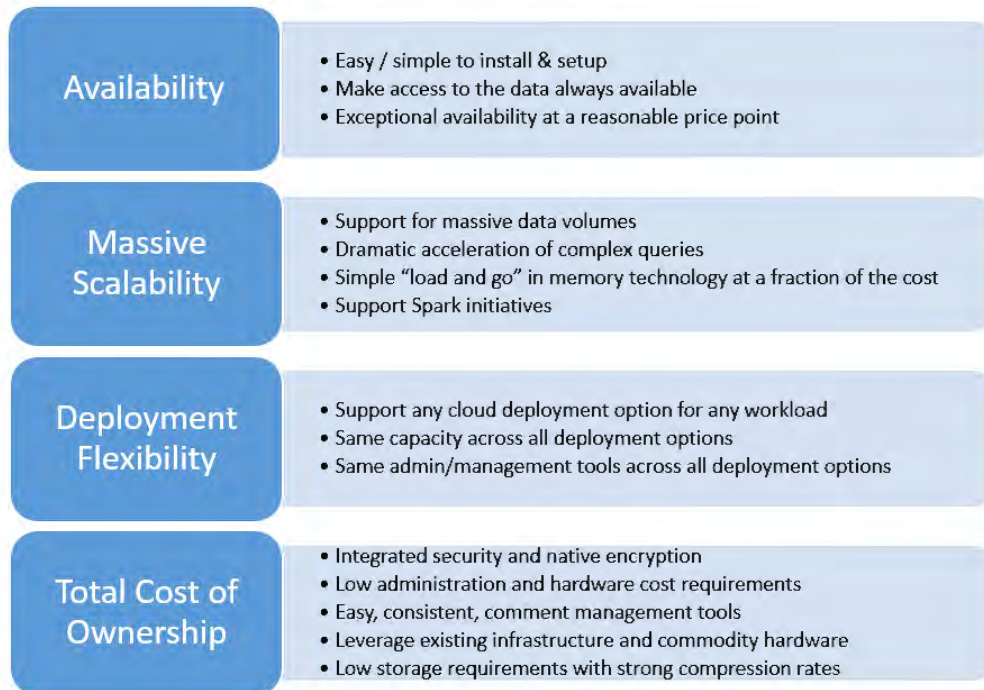 Availability
• Easy / simple to install & setup
• Make access to the data always available
• Exceptional availability at a reasonable price point
Massive
Scalability
• Support for massive data volumes
• Dramatic acceleration of complex queries
• Simple “load and go” in memory technology at a fraction of the cost
• Support Spark initiatives
Deployment
Flexibility
• Support any cloud deployment option for any workload
• Same capacity across all deployment options
• Same admin/management tools across all deployment options
Total Cost of
Ownership
• Integrated security and native encryption
• Low administration and hardware cost requirements
• Easy, consistent, comment management tools
• Leverage existing infrastructure and commodity hardware
• Low storage requirements with strong compression rates